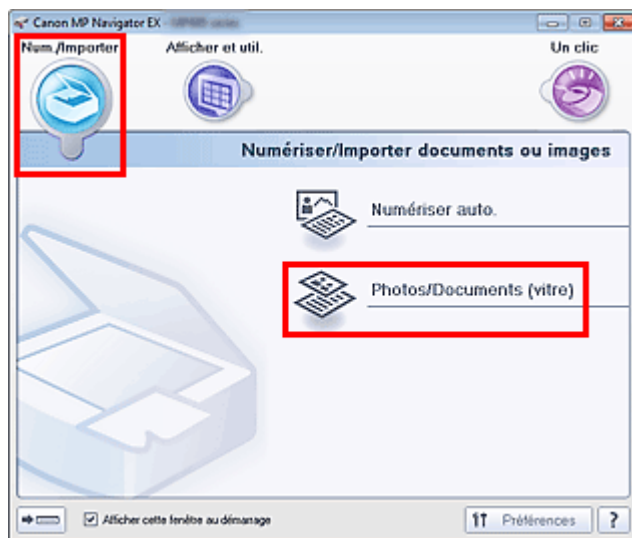 Canon MP Navigator EX -
Num./Importer
Afficher et util.
Un clic
Numériser/Importer documents ou images
Numériser auto.
Photos/Documents (vitre)
Afficher cette fenêtre au démarrage
Préférences
?